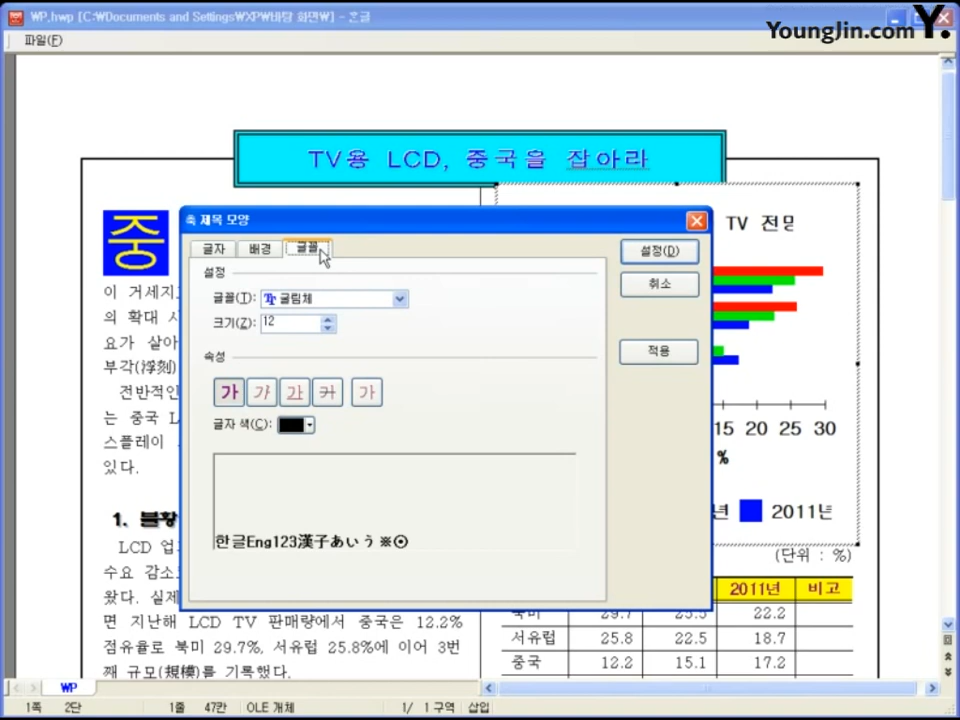 WP.hwp [C:\Documents and Settings\XP\바탕 화면\] - 흔글
YoungJin.com Y.
파일(F)
TV용 LCD, 중국을 잡아라
중
이 거세지
의 확대
요가 살아
부각(浮刻)
전반적인
는 중국
스플레이
있다.
1. 불황
LCD 업
수요 감소
왔다. 실제
면 지난해 LCD TV 판매량에서 중국은 12.2%
점유율로 북미 29.7%, 서유럽 25.8%에 이어 3번
째 규모(規模)를 기록했다.
축 제목 모양
글자 배경 글꼴
설정
글꼴(T): 굴림체
크기(Z): 12
속성
가 가 가 가 가
글자 색(C):
한글Eng123漢子あいう※⊙
설정(D)
취소
적용
TV 전망
15 20 25 30
%
년 2011년
(단위 : %)
2011년 비고
북미 29.7 25.5 22.2
서유럽 25.8 22.5 18.7
중국 12.2 15.1 17.2
WP
1쪽 2단 1줄 47칸 OLE 개체 1/ 1 구역 삽입